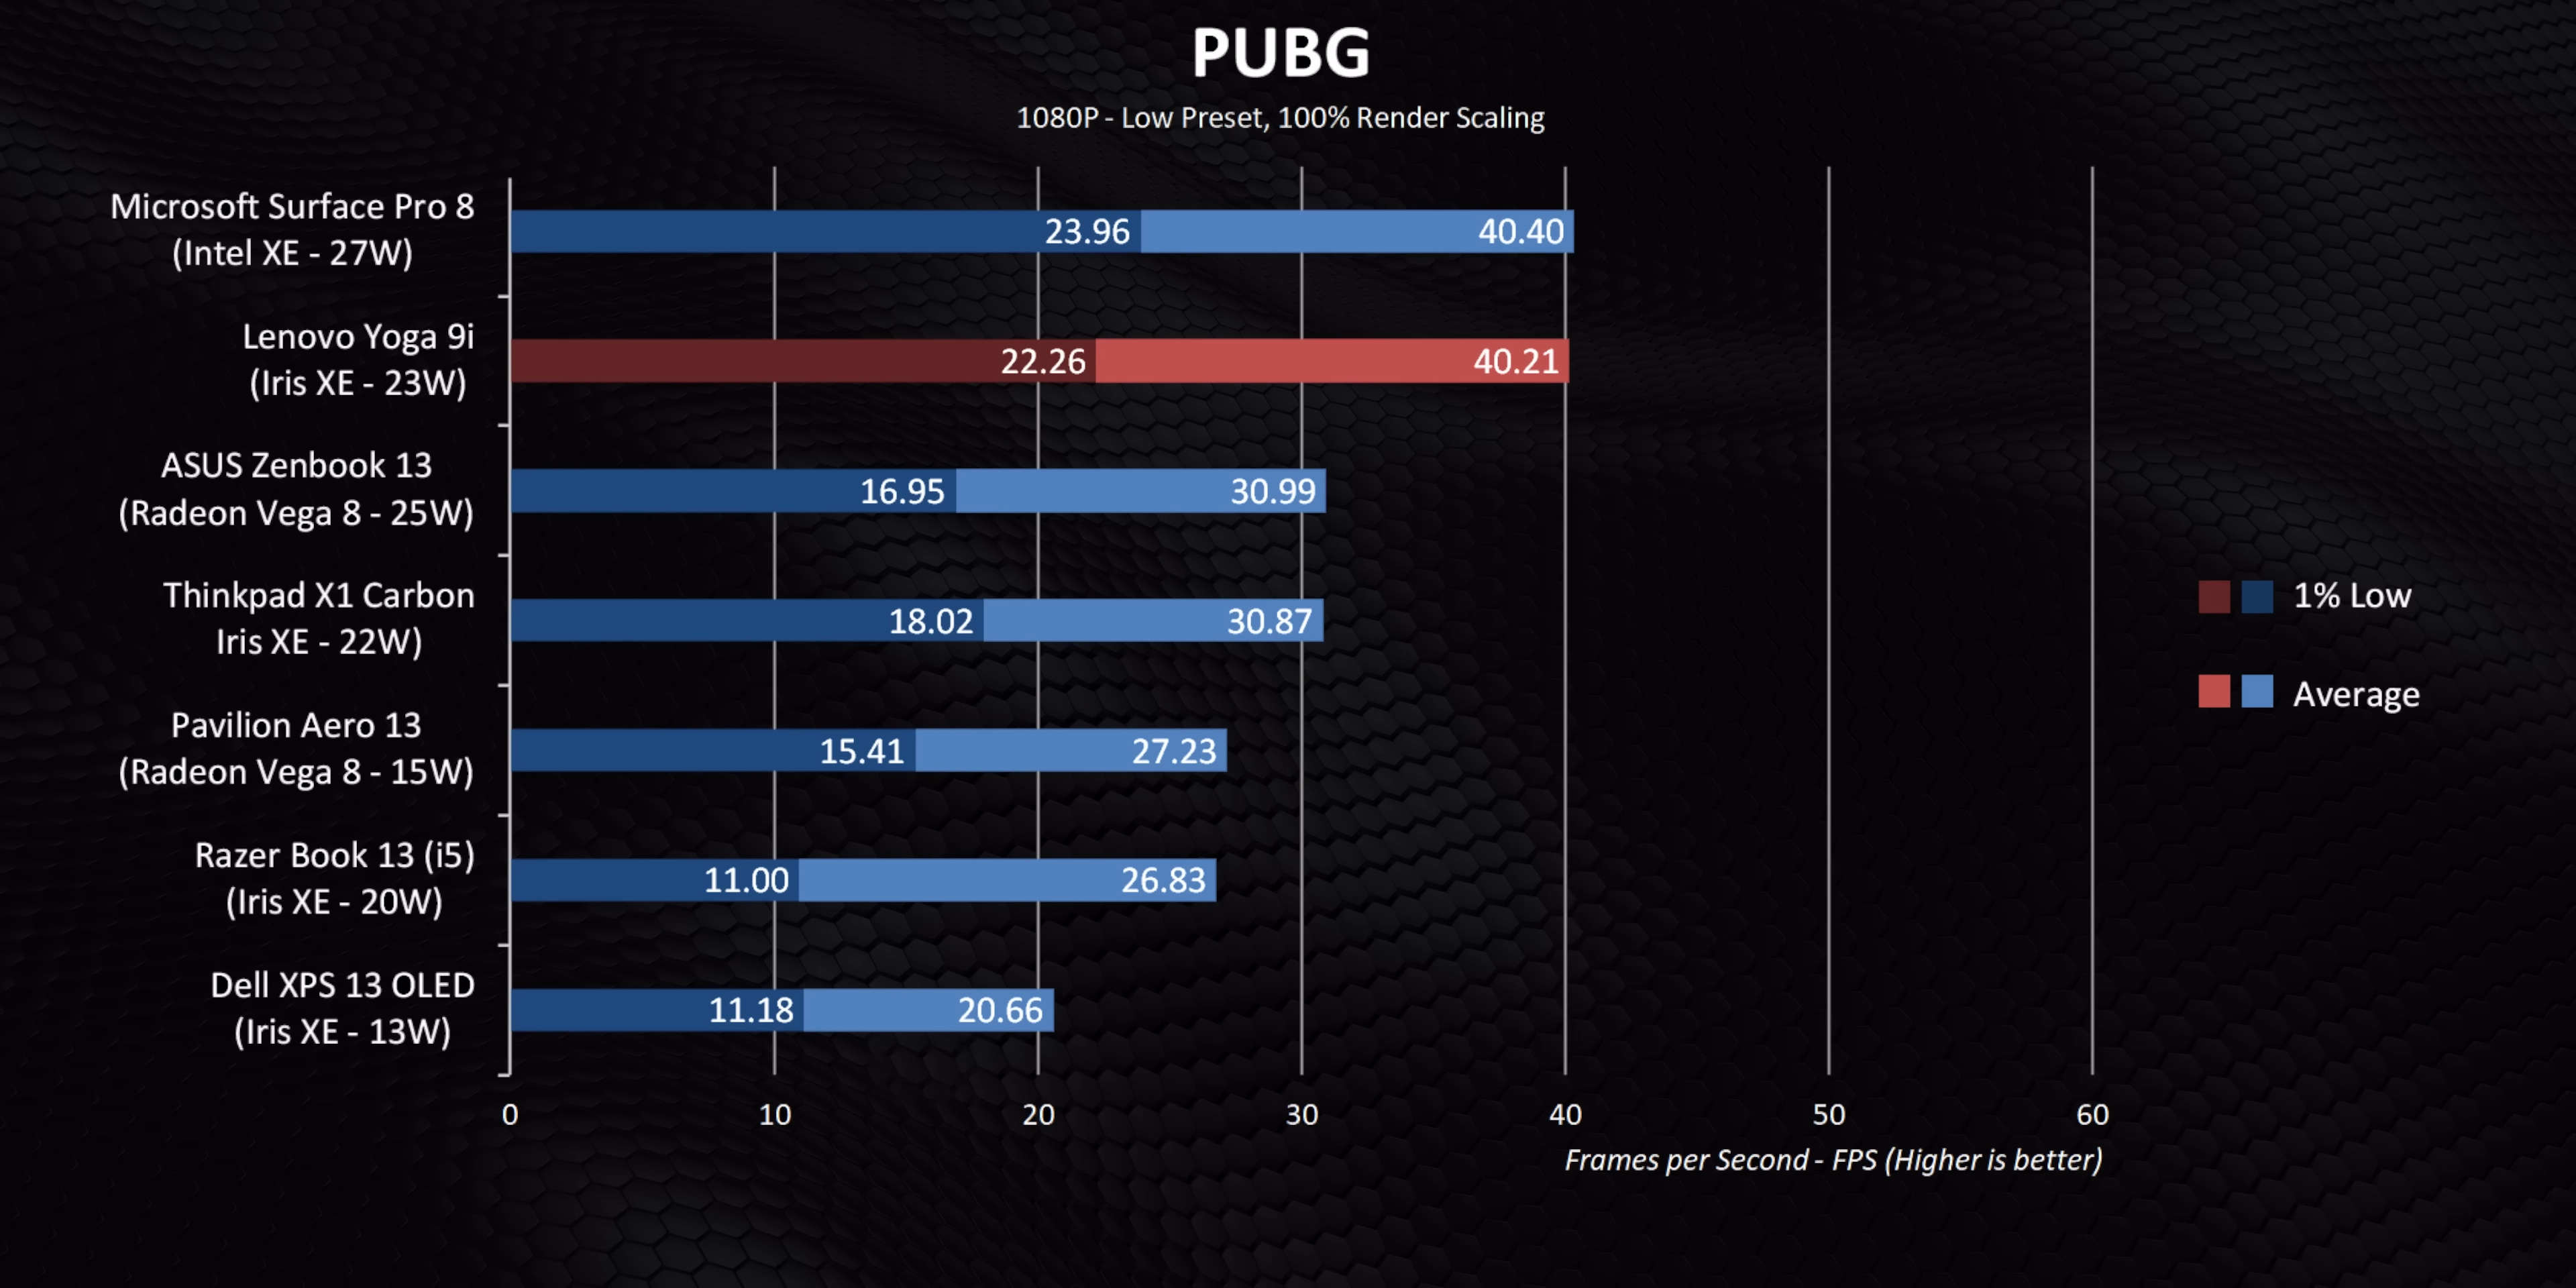 PUBG
1080P - Low Preset, 100% Render Scaling
Microsoft Surface Pro 8
(Intel XE - 27W)
23.96
40.40
Lenovo Yoga 9i
(Iris XE - 23W)
22.26
40.21
ASUS Zenbook 13
(Radeon Vega 8 - 25W)
16.95
30.99
Thinkpad X1 Carbon
Iris XE - 22W)
18.02
30.87
Pavilion Aero 13
(Radeon Vega 8 - 15W)
15.41
27.23
Razer Book 13 (i5)
(Iris XE - 20W)
11.00
26.83
Dell XPS 13 OLED
(Iris XE - 13W)
11.18
20.66
1% Low
Average
0 10 20 30 40 50 60
Frames per Second - FPS (Higher is better)